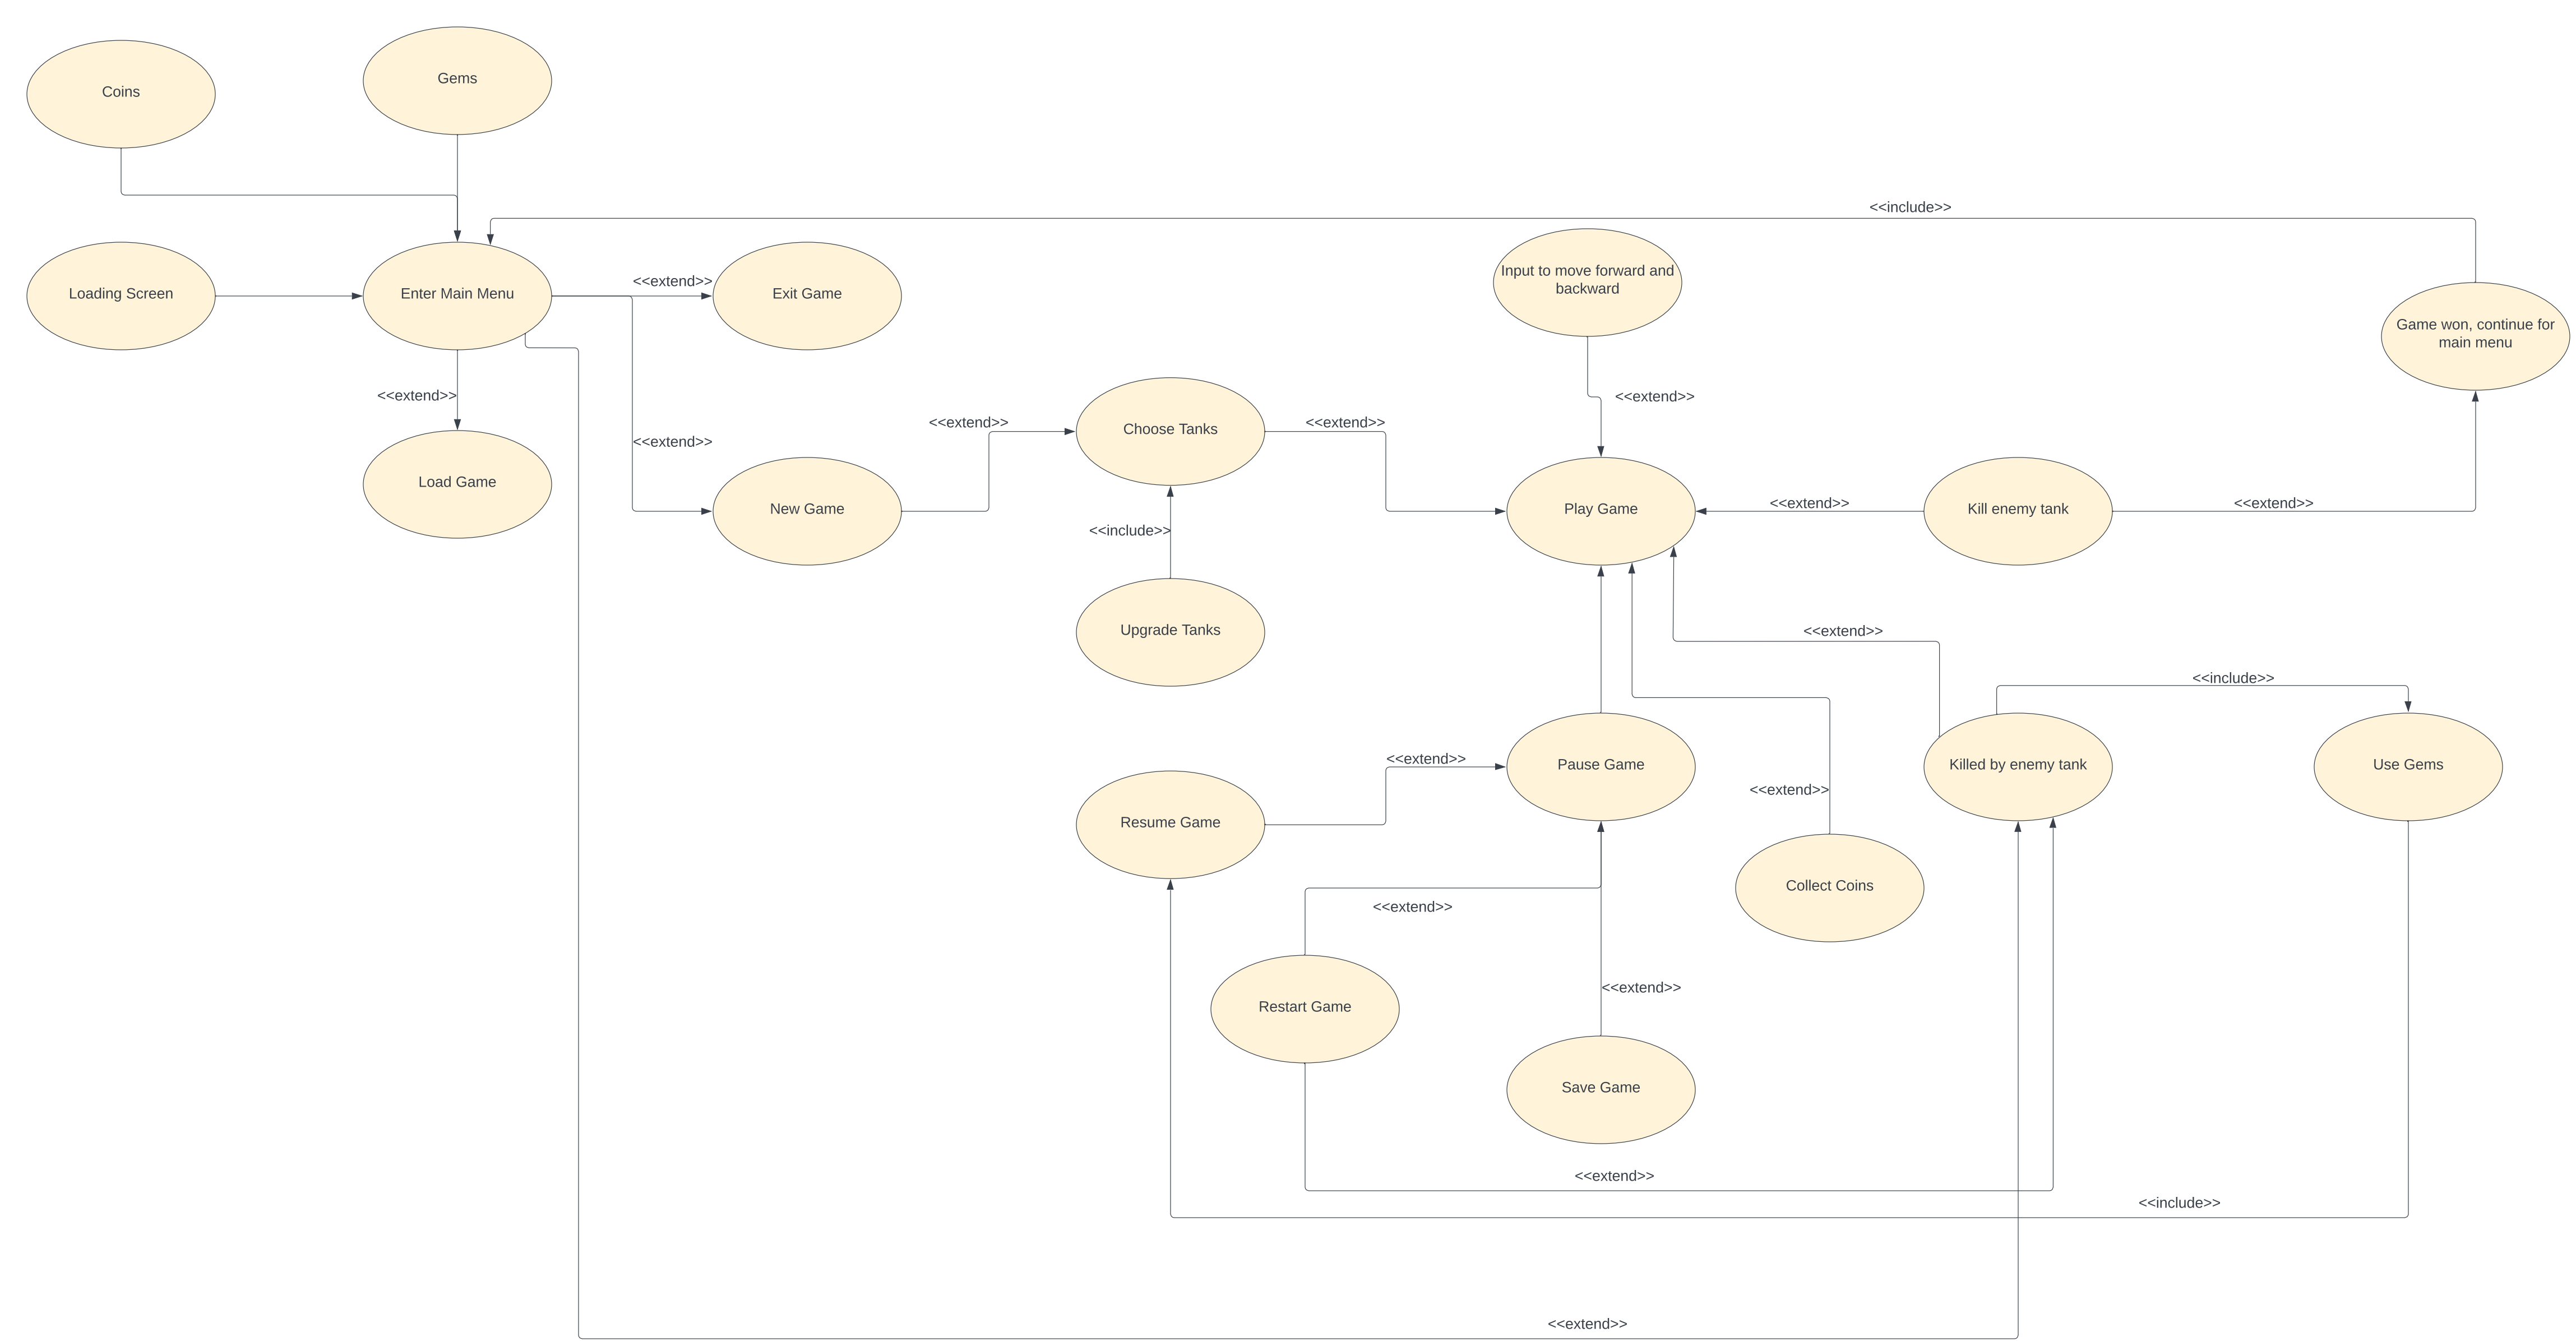 Gems
Coins
<<include>>
Input to move forward and
backward
<<extend>>
Loading Screen
Enter Main Menu
Exit Game
Game won, continue for
main menu
<<extend>>
<<extend>>
<<extend>>
<<extend>>
<<extend>>
Choose Tanks
<<extend>>
Load Game
New Game
Play Game
<<extend>>
Kill enemy tank
<<extend>>
<<include>>
Upgrade Tanks
<<extend>>
<<include>>
<<extend>>
Pause Game
Killed by enemy tank
Use Gems
<<extend>>
Resume Game
Collect Coins
<<extend>>
<<extend>>
Restart Game
Save Game
<<extend>>
<<include>>
<<extend>>